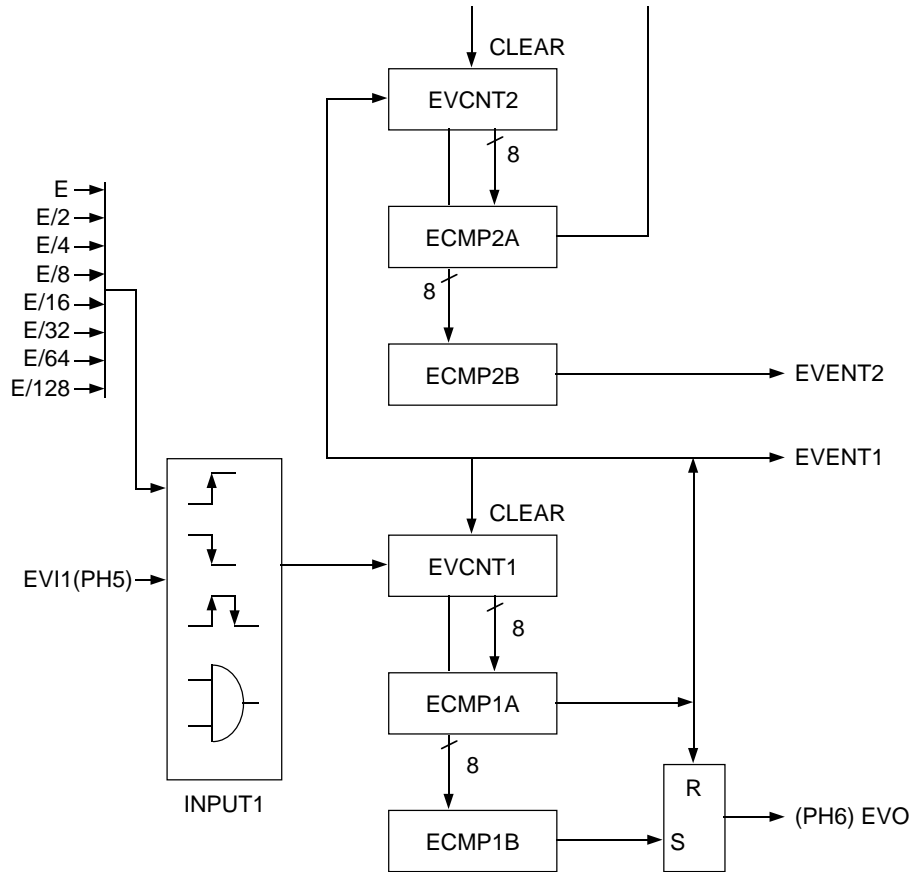 CLEAR
EVCNT2
8
E
E/2
E/4
E/8
E/16
E/32
E/64
E/128
ECMP2A
8
ECMP2B
EVENT2
EVENT1
CLEAR
EVI1(PH5)
EVCNT1
8
ECMP1A
8
INPUT1
ECMP1B
R
S
(PH6) EVO